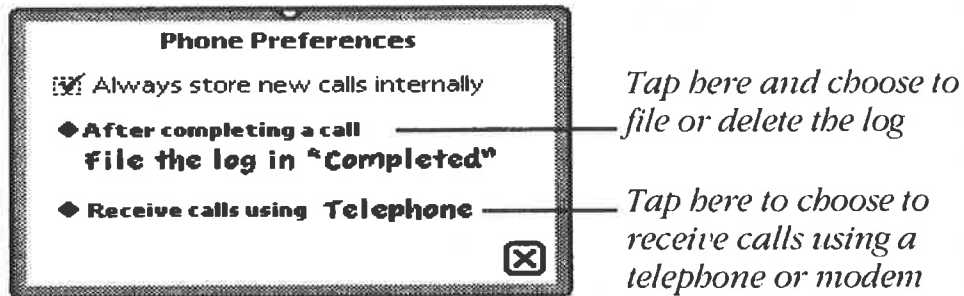 Phone Preferences
Always store new calls internally
◆After completing a call
File the log in "Completed"
◆ Receive calls using Telephone
Tap here and choose to
file or delete the log
Tap here to choose to
receive calls using a
telephone or modem